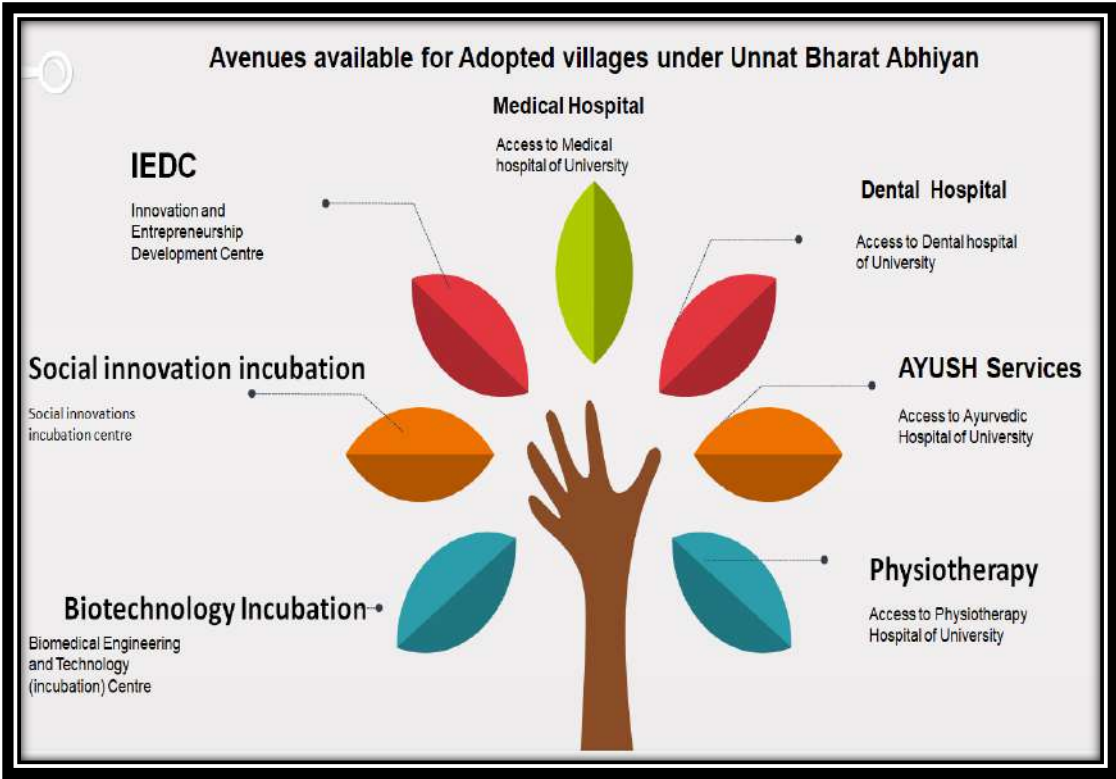 Avenues available for Adopted villages under Unnat Bharat Abhiyan
Medical Hospital
Access to Medical
hospital of University
IEDC
Innovation and
Entrepreneurship
Development Centre
Dental Hospital
Access to Dental hospital
of University
Social innovation incubation
Social innovations
incubation centre
AYUSH Services
Access to Ayurvedic
Hospital of University
Biotechnology Incubation
Biomedical Engineering
and Technology
(incubation) Centre
Physiotherapy
Access to Physiotherapy
Hospital of University